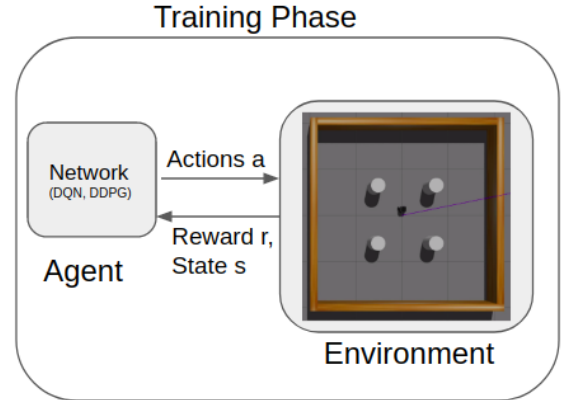 Training Phase
Network
(DQN, DDPG)
Actions a
Reward r,
State s
Agent
Environment